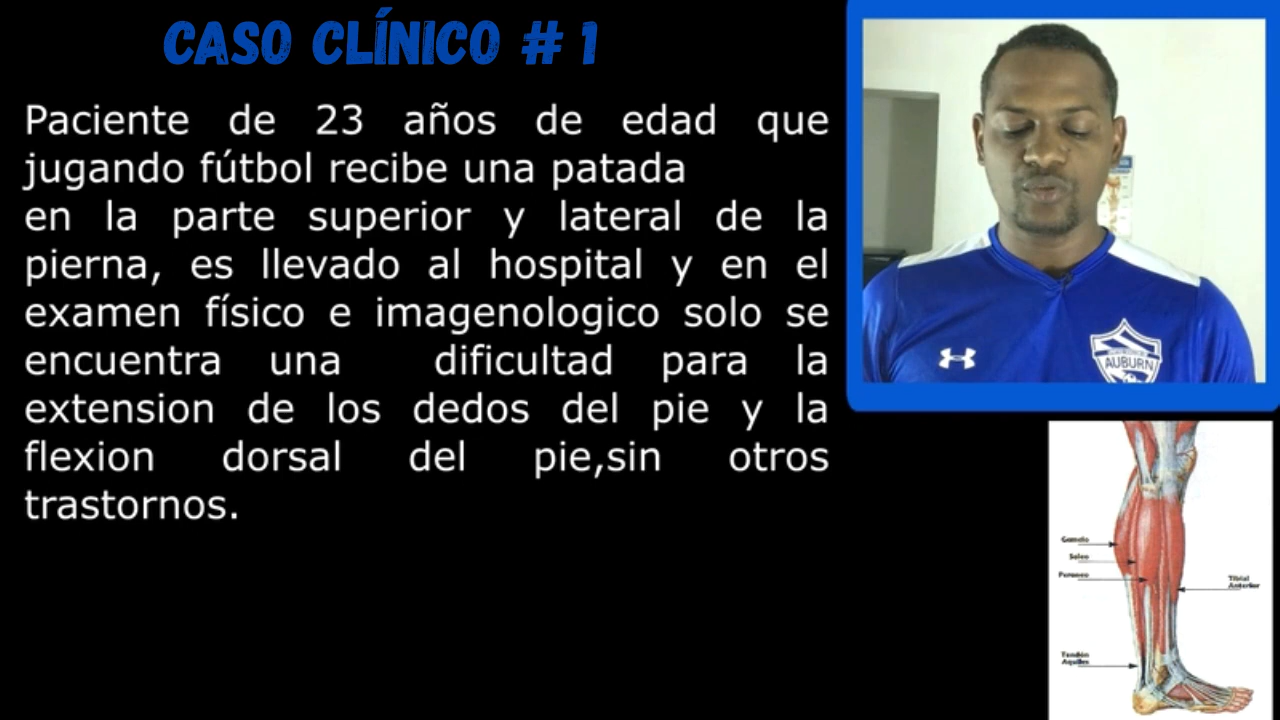 CASO CLÍNICO # 1
Paciente de 23 años de edad que
jugando fútbol recibe una patada
en la parte superior y lateral de la
pierna, es llevado al hospital y en el
examen físico e imagenologico solo se
encuentra una dificultad para la
extension de los dedos del pie y la
flexion dorsal del pie,sin otros
trastornos.
AUBURN
Gemelo
Soleo
Peroneo
Tibial
Anterior
Tendón
Aquiles